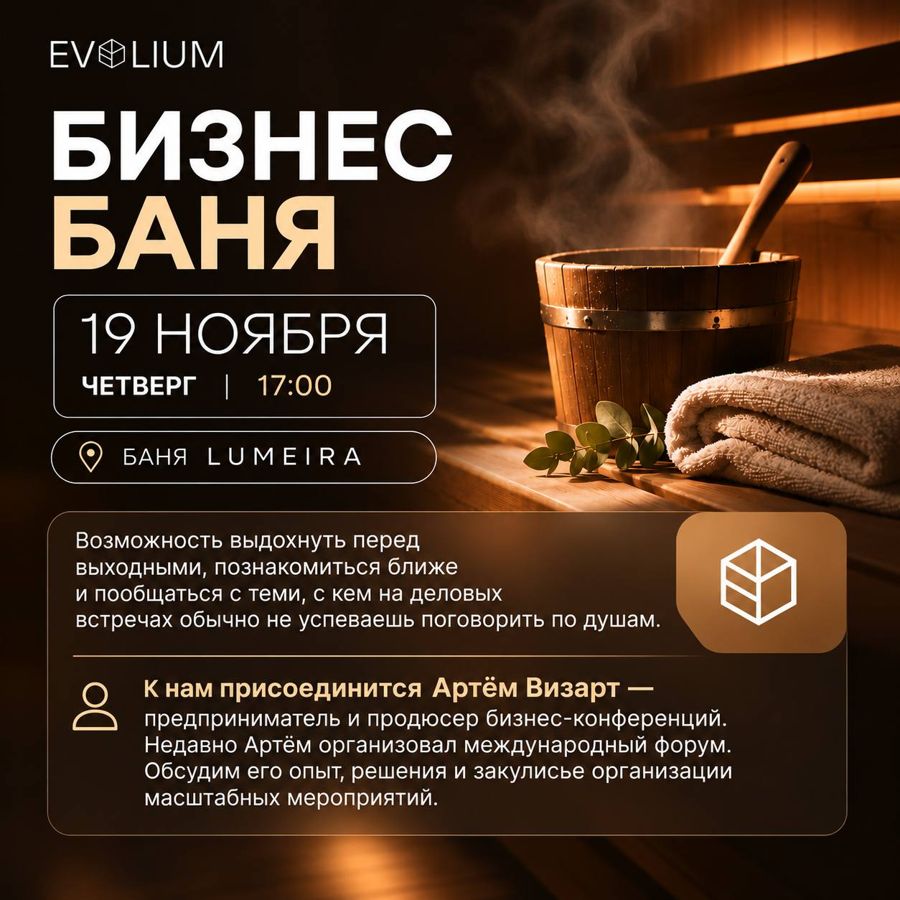 EVOLIUM
БИЗНЕС
БАНЯ
19 НОЯБРЯ
ЧЕТВЕРГ | 17:00
БАНЯ LUMEIRA
Возможность выдохнуть перед
выходными, познакомиться ближе
и пообщаться с теми, с кем на деловых
встречах обычно не успеваешь поговорить по душам.
К нам присоединится Артём Визарт —
предприниматель и продюсер бизнес-конференций.
Недавно Артём организовал международный форум.
Обсудим его опыт, решения и закулисье организации
масштабных мероприятий.